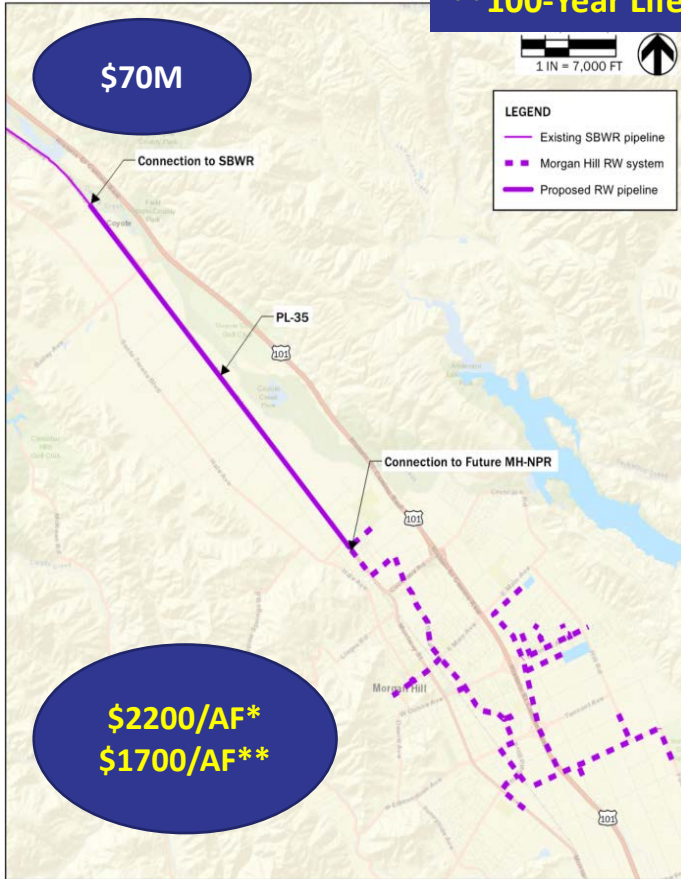 **100-Year Life
$70M
1 IN = 7,000 FT
LEGEND
Existing SBWR pipeline
Morgan Hill RW system
Proposed RW pipeline
Connection to SBWR
Coyote
PL-35
101
Connection to Future MH-NPR
101
Morgan Hill
$2200/AF*
$1700/AF**
101